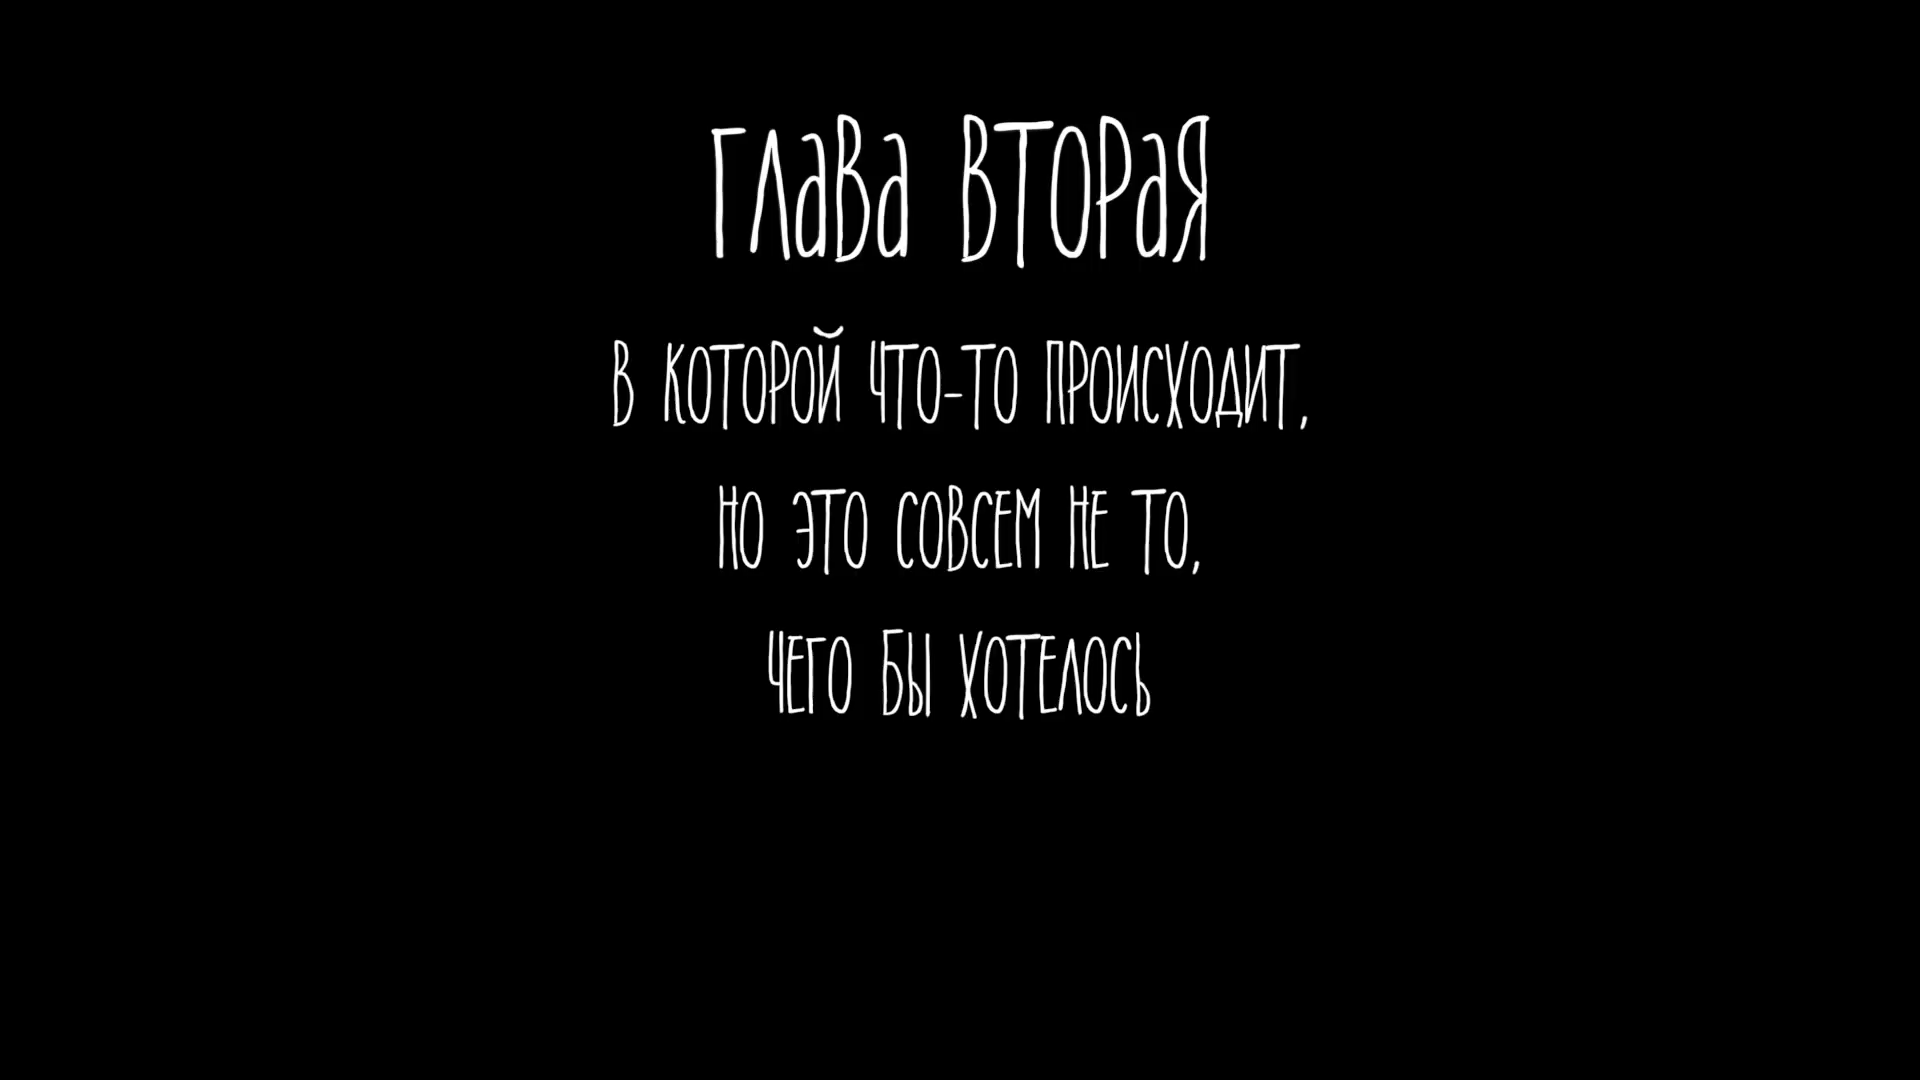 ГЛаВа ВТОРаЯ
В КОТОРОЙ ЧТО-ТО ПРОИСХОДИТ,
НО ЭТО СОВСЕМ НЕ ТО,
ЧЕГО БЫ ХОТЕЛОСЬ